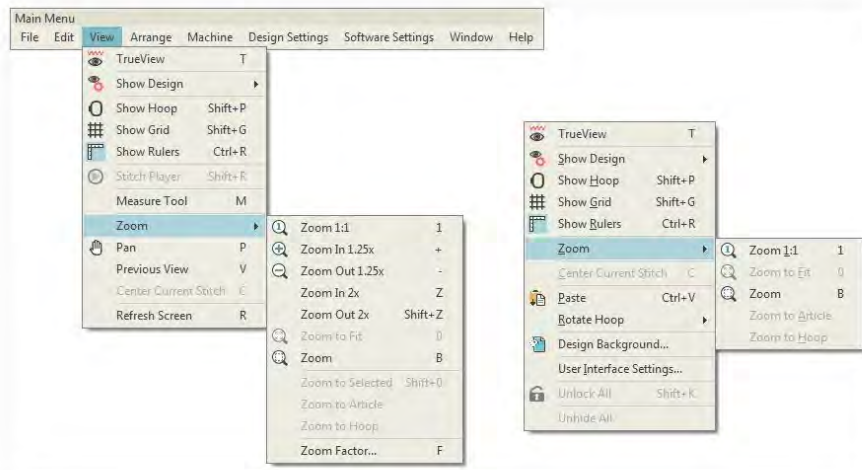 Main Menu
File Edit View Arrange Machine Design Settings Software Settings Window Help
TrueView T
Show Design
Show Hoop Shift+P
Show Grid Shift+G
Show Rulers Ctrl+R
Stitch Player Shift+R
Measure Tool M
Zoom
Pan P
Previous View V
Center Current Stitch C
Refresh Screen R
Zoom 1:1 1
Zoom In 1.25x +
Zoom Out 1.25x -
Zoom In 2x Z
Zoom Out 2x Shift+Z
Zoom to Fit 0
Zoom B
Zoom to Selected Shift+0
Zoom to Article
Zoom to Hoop
Zoom Factor... F
TrueView T
Show Design
Show Hoop Shift+P
Show Grid Shift+G
Show Rulers Ctrl+R
Zoom
Center Current Stitch C
Paste Ctrl+V
Rotate Hoop
Design Background...
User Interface Settings...
Unlock All Shift+K
Unhide All
Zoom 1:1 1
Zoom to Fit 0
Zoom B
Zoom to Article
Zoom to Hoop